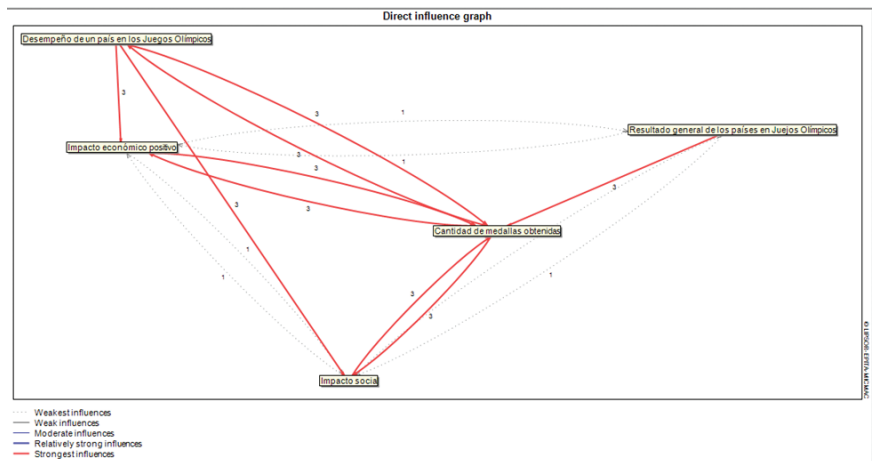 Direct influence graph
Desempeño de un país en los Juegos Olímpicos
3
1
Resultado general de los países en Juejos Olímpicos
3
Impacto económico positivo
3
1
3
3
3
3
Cantidad de medallas obtenidas
1
1
1
3
3
Impacto social
© LIPSOR-EPITA-MICMAC
Weakest influences
Weak influences
Moderate influences
Relatively strong influences
Strongest influences